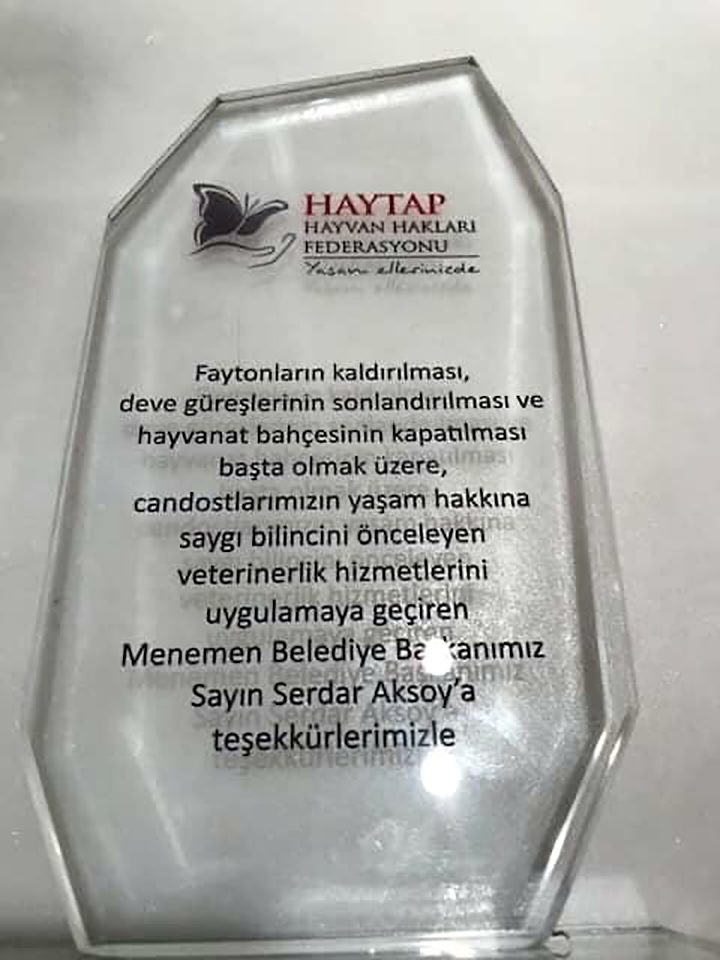 HAYTAP
HAYVAN HAKLARI
FEDERASYONU
Yaşam ellerinizde
Faytonların kaldırılması,
deve güreşlerinin sonlandırılması ve
hayvanat bahçesinin kapatılması
başta olmak üzere,
candostlarımızın yaşam hakkına
saygı bilincini önceleyen
veterinerlik hizmetlerini
uygulamaya geçiren
Menemen Belediye Başkanımız
Sayın Serdar Aksoy'a
teşekkürlerimizle